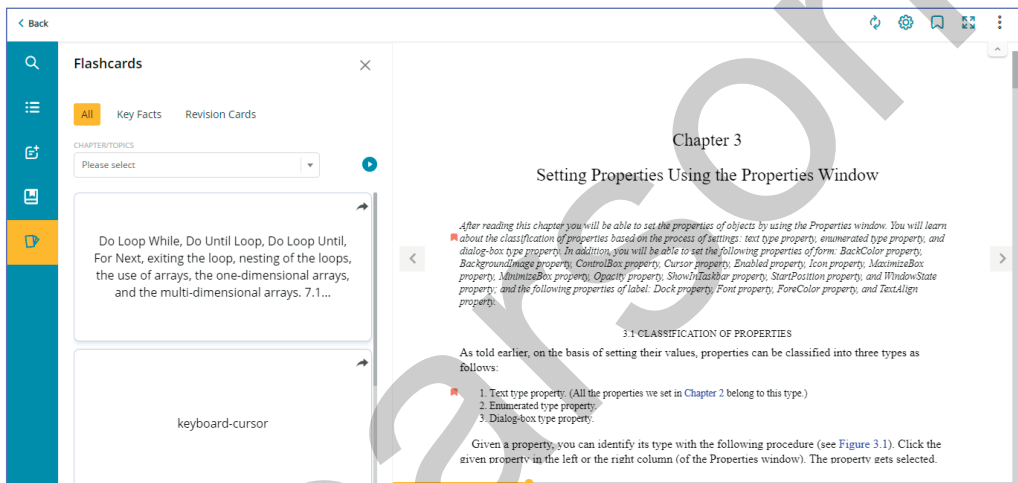 Back
Flashcards
All Key Facts Revision Cards
CHAPTER/TOPICS
Please select
Do Loop While, Do Until Loop, Do Loop Until,
For Next, exiting the loop, nesting of the loops,
the use of arrays, the one-dimensional arrays,
and the multi-dimensional arrays. 7.1...
keyboard-cursor
Chapter 3
Setting Properties Using the Properties Window
After reading this chapter you will be able to set the properties of objects by using the Properties window. You will learn
about the classification of properties based on the process of settings: text type property, enumerated type property, and
dialog-box type property. In addition, you will be able to set the following properties of form: BackColor property,
BackgroundImage property, ControlBox property, Cursor property, Enabled property, Icon property, MaximizeBox
property, MinimizeBox property, Opacity property, ShowInTaskbar property, StartPosition property, and WindowState
property; and the following properties of label: Dock property, Font property, ForeColor property, and TextAlign
property.
3.1 CLASSIFICATION OF PROPERTIES
As told earlier, on the basis of setting their values, properties can be classified into three types as
follows:
1. Text type property. (All the properties we set in Chapter 2 belong to this type.)
2. Enumerated type property.
3. Dialog-box type property.
Given a property, you can identify its type with the following procedure (see Figure 3.1). Click the
given property in the left or the right column (of the Properties window). The property gets selected.